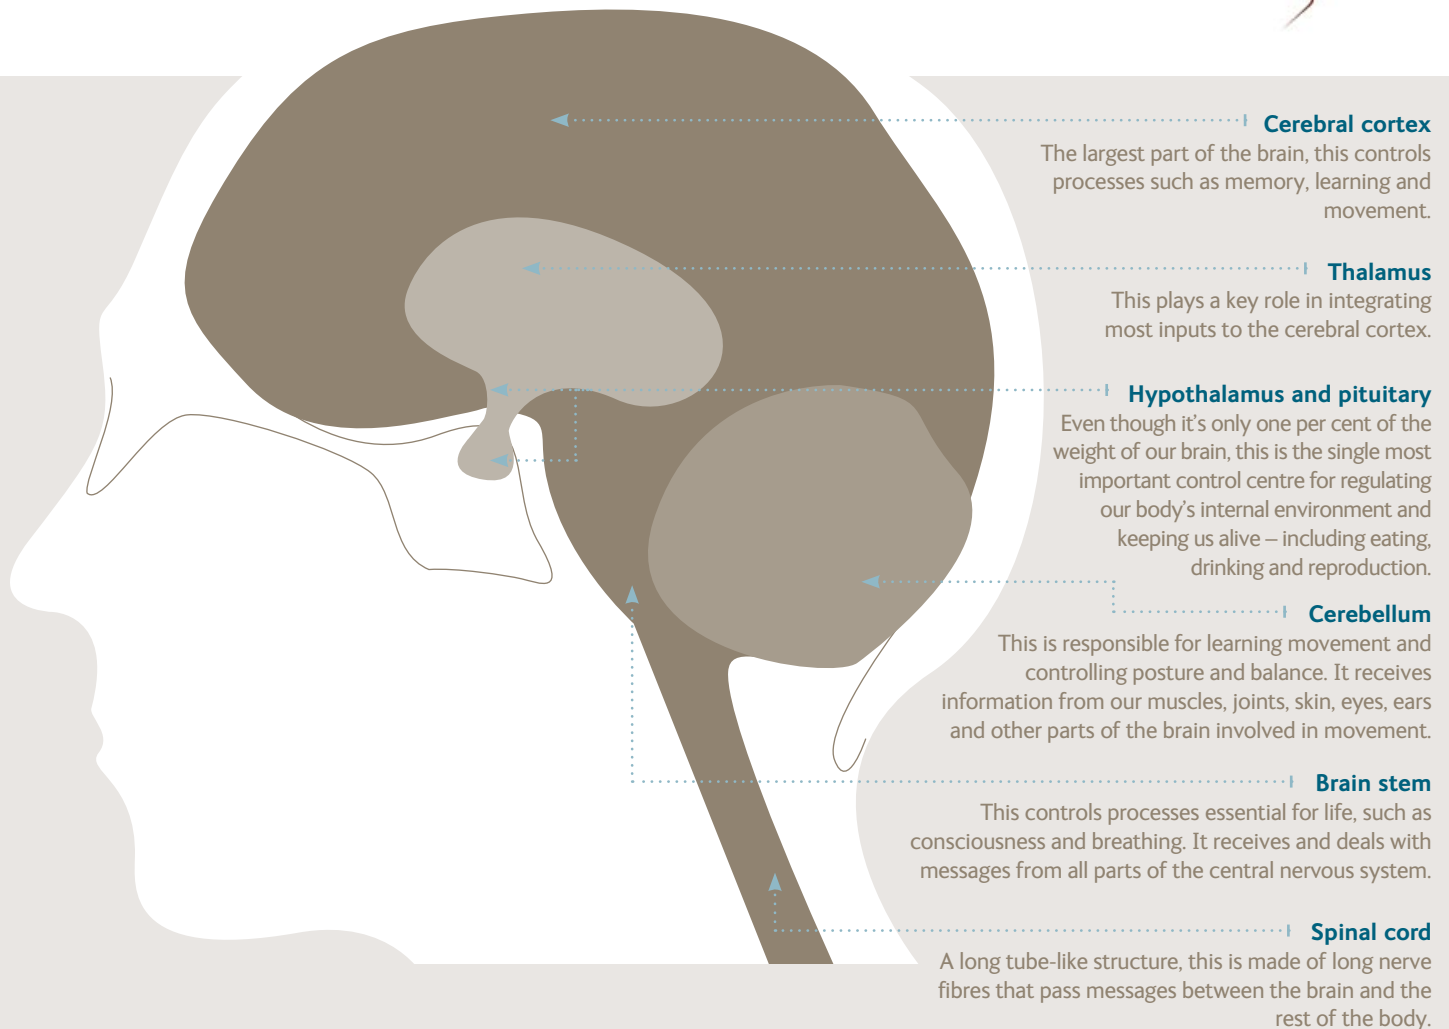 Cerebral cortex
The largest part of the brain, this controls
processes such as memory, learning and
movement.
Thalamus
This plays a key role in integrating
most inputs to the cerebral cortex.
Hypothalamus and pituitary
Even though it’s only one per cent of the
weight of our brain, this is the single most
important control centre for regulating
our body’s internal environment and
keeping us alive – including eating,
drinking and reproduction.
Cerebellum
This is responsible for learning movement and
controlling posture and balance. It receives
information from our muscles, joints, skin, eyes, ears
and other parts of the brain involved in movement.
Brain stem
This controls processes essential for life, such as
consciousness and breathing. It receives and deals with
messages from all parts of the central nervous system.
Spinal cord
A long tube-like structure, this is made of long nerve
fibres that pass messages between the brain and the
rest of the body.